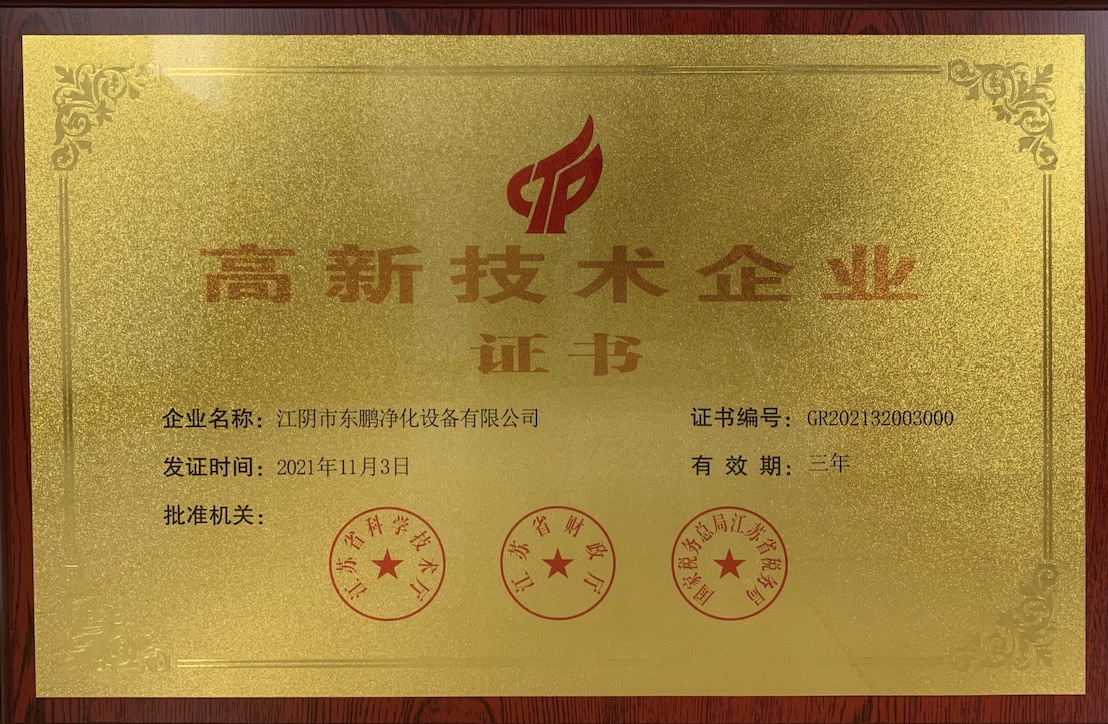 CTP
高新技术企业
证书
企业名称：江阴市东鹏净化设备有限公司
证书编号：GR202132003000
发证时间：2021年11月3日
有效期：三年
批准机关：
江苏省科学技术厅
江苏省财政厅
国家税务总局江苏省税务局